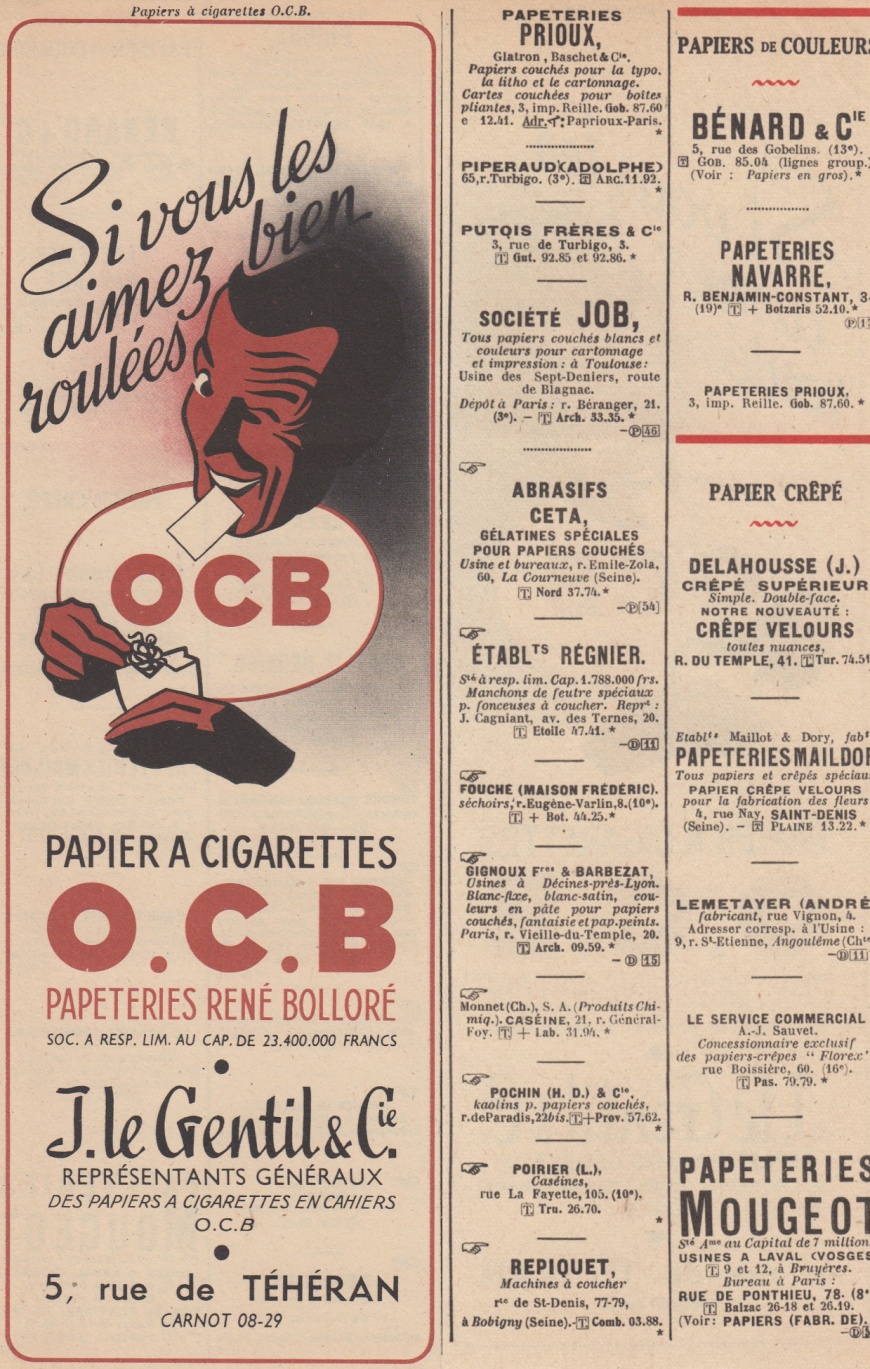 Papiers à cigarettes O.C.B.
Si vous les
aimez bien
roulées
OCB
PAPIER A CIGARETTES
O.C.B
PAPETERIES RENÉ BOLLORÉ
SOC. A RESP. LIM. AU CAP. DE 23.400.000 FRANCS
J. le Gentil & Cie
REPRÉSENTANTS GÉNÉRAUX
DES PAPIERS A CIGARETTES EN CAHIERS
O.C.B
5, rue de TÉHÉRAN
CARNOT 08-29
PAPETERIES
PRIOUX,
Glatron, Baschet & Cie.
Papiers couchés pour la typo.
la litho et le cartonnage.
Cartes couchées pour boîtes
pliantes, 3, imp. Reille. Gob. 87.60
e 12.41. Adr. : Paprioux-Paris.
*
PIPERAUD (ADOLPHE)
65, r. Turbigo. (3e). T ARC. 11.92.
*
PUTOIS FRÈRES & Cie
3, rue de Turbigo, 3.
T Gut. 92.85 et 92.86. *
SOCIÉTÉ JOB,
Tous papiers couchés blancs et
couleurs pour cartonnage
et impression : à Toulouse :
Usine des Sept-Deniers, route
de Blagnac.
Dépôt à Paris : r. Béranger, 21.
(3e). – T Arch. 33.35. *
– P 46
☞
ABRASIFS
CETA,
GÉLATINES SPÉCIALES
POUR PAPIERS COUCHÉS
Usine et bureaux, r. Emile-Zola,
60, La Courneuve (Seine).
T Nord 37.74. *
– P 54
☞
ÉTABLTS RÉGNIER.
Sté à resp. lim. Cap. 1.788.000 frs.
Manchons de feutre spéciaux
p. fonceuses à coucher. Reprt :
J. Cagniant, av. des Ternes, 20.
T Etoile 47.41. *
– D 11
☞
FOUCHÉ (MAISON FRÉDÉRIC).
séchoirs, r. Eugène-Varlin, 8. (10e).
T + Bot. 44.25. *
☞
GIGNOUX Fres & BARBEZAT,
Usines à Décines-près-Lyon.
Blanc-fixe, blanc-satin, cou-
leurs en pâte pour papiers
couchés, fantaisie et pap. peints.
Paris, r. Vieille-du-Temple, 20.
T Arch. 09.59. *
– D 15
☞
Monnet (Ch.), S. A. (Produits Chi-
miq.). CASÉINE, 21, r. Général-
Foy. T + Lab. 31.94. *
☞
POCHIN (H. D.) & Cie,
kaolins p. papiers couchés,
r. de Paradis, 22bis. T + Prov. 57.62.
*
☞ POIRIER (L.),
Caséines,
rue La Fayette, 105. (10e),
T Tru. 26.70.
*
☞
REPIQUET,
Machines à coucher
rte de St-Denis, 77-79,
à Bobigny (Seine). - T Comb. 03.88.
*
PAPIERS DE COULEURS
BÉNARD & CIE
5, rue des Gobelins. (13e).
T GOB. 85.04 (lignes group.)
(Voir : Papiers en gros). *
PAPETERIES
NAVARRE,
R. BENJAMIN-CONSTANT, 3-
(19)e T + Botzaris 52.10. *
P
PAPETERIES PRIOUX,
3, imp. Reille. Gob. 87.60. *
PAPIER CRÊPÉ
DELAHOUSSE (J.)
CRÊPÉ SUPÉRIEUR
Simple. Double-face.
NOTRE NOUVEAUTÉ :
CRÊPE VELOURS
toutes nuances,
R. DU TEMPLE, 41. T Tur. 74.51
Etablts Maillot & Dory, fabt
PAPETERIES MAILDOR
Tous papiers et crêpés spéciaux
PAPIER CRÊPE VELOURS
pour la fabrication des fleurs
4, rue Nay, SAINT-DENIS
(Seine). – T PLAINE 13.22. *
LEMETAYER (ANDRÉ
fabricant, rue Vignon, 4.
Adresser corresp. à l'Usine :
9, r. St-Etienne, Angoulême (Chte
– D 11
LE SERVICE COMMERCIAL
A.-J. Sauvet.
Concessionnaire exclusif
des papiers-crêpes “ Florex”
rue Boissière, 60. (16e).
T Pas. 79.79. *
PAPETERIES
MOUGEOT
Sté Ame au Capital de 7 million
USINES A LAVAL (VOSGES
T 9 et 12, à Bruyères.
Bureau à Paris :
RUE DE PONTHIEU, 78. (8e
T Balzac 26-18 et 26.19.
(Voir : PAPIERS (FABR. DE).
– D